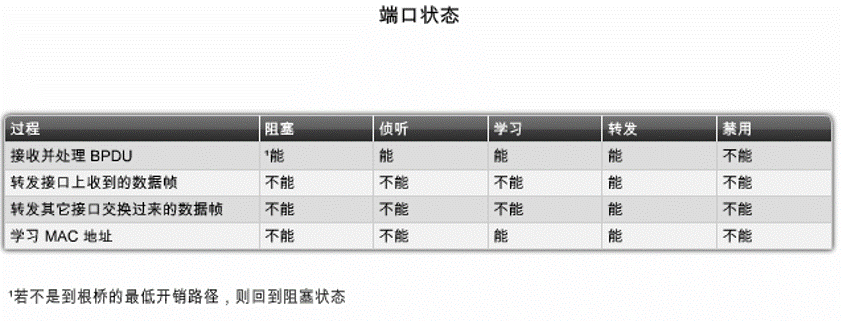 端口状态
过程 阻塞 侦听 学习 转发 禁用
接收并处理 BPDU ¹能 能 能 能 不能
转发接口上收到的数据帧 不能 不能 不能 能 不能
转发其它接口交换过来的数据帧 不能 不能 不能 能 不能
学习 MAC 地址 不能 不能 能 能 不能
¹若不是到根桥的最低开销路径，则回到阻塞状态